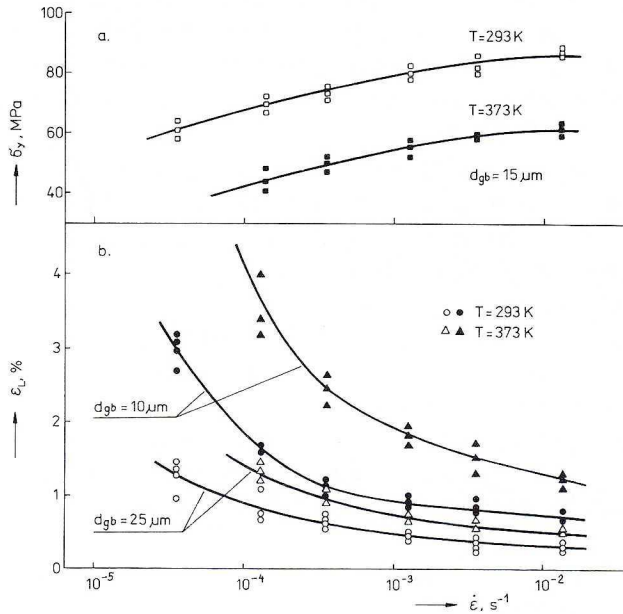 a.
T=293 K
T=373 K
dgb = 15 μm
100
80
60
40
σy, MPa
b.
T=293 K
T=373 K
4
3
2
1
0
εL, %
dgb = 10 μm
dgb = 25 μm
10⁻⁵
10⁻⁴
10⁻³
10⁻²
ε̇, s⁻¹